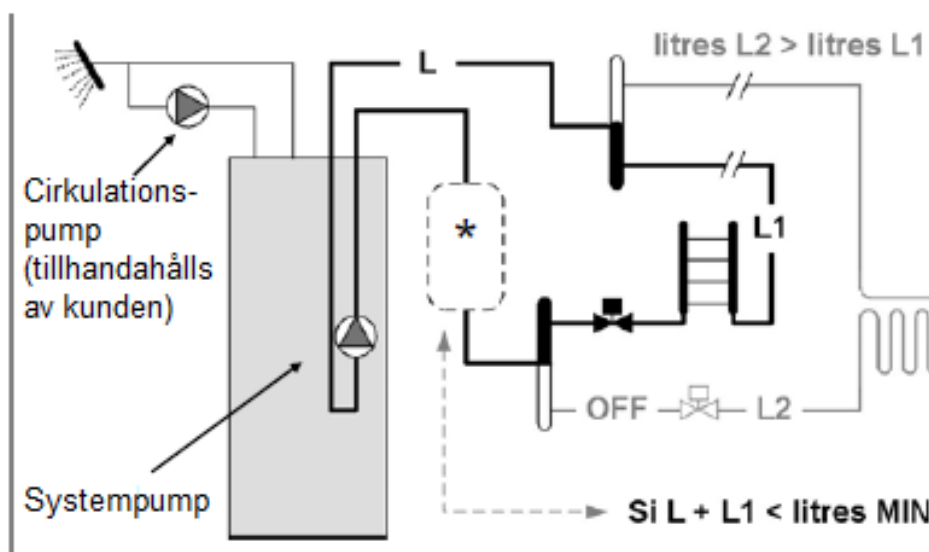 litres L2 > litres L1
L
Cirkulations-
pump
(tillhandahålls
av kunden)
*
L1
OFF
L2
Systempump
Si L + L1 < litres MIN